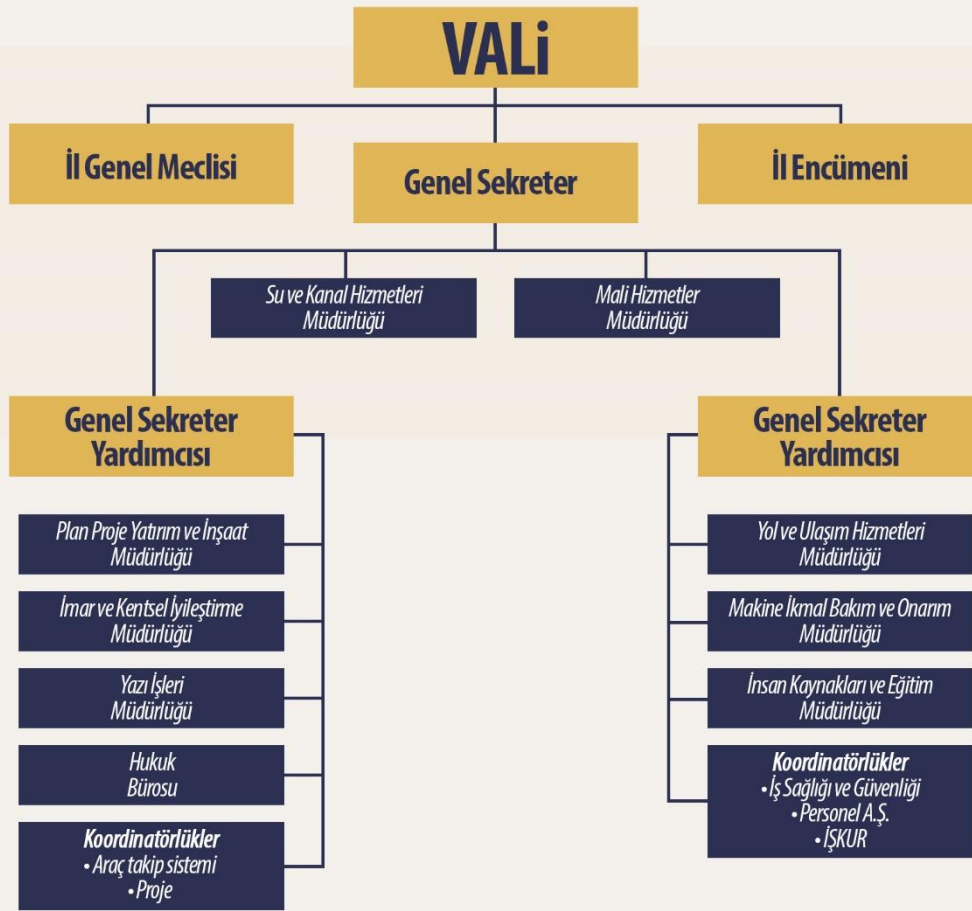 VALİ
İl Genel Meclisi
Genel Sekreter
İl Encümeni
Su ve Kanal Hizmetleri
Müdürlüğü
Mali Hizmetler
Müdürlüğü
Genel Sekreter
Yardımcısı
Plan Proje Yatırım ve İnşaat
Müdürlüğü
İmar ve Kentsel İyileştirme
Müdürlüğü
Yazı İşleri
Müdürlüğü
Hukuk
Bürosu
Koordinatörlükler
• Araç takip sistemi
• Proje
Genel Sekreter
Yardımcısı
Yol ve Ulaşım Hizmetleri
Müdürlüğü
Makine İkmal Bakım ve Onarım
Müdürlüğü
İnsan Kaynakları ve Eğitim
Müdürlüğü
Koordinatörlükler
• İş Sağlığı ve Güvenliği
• Personel A.Ş.
• İŞKUR